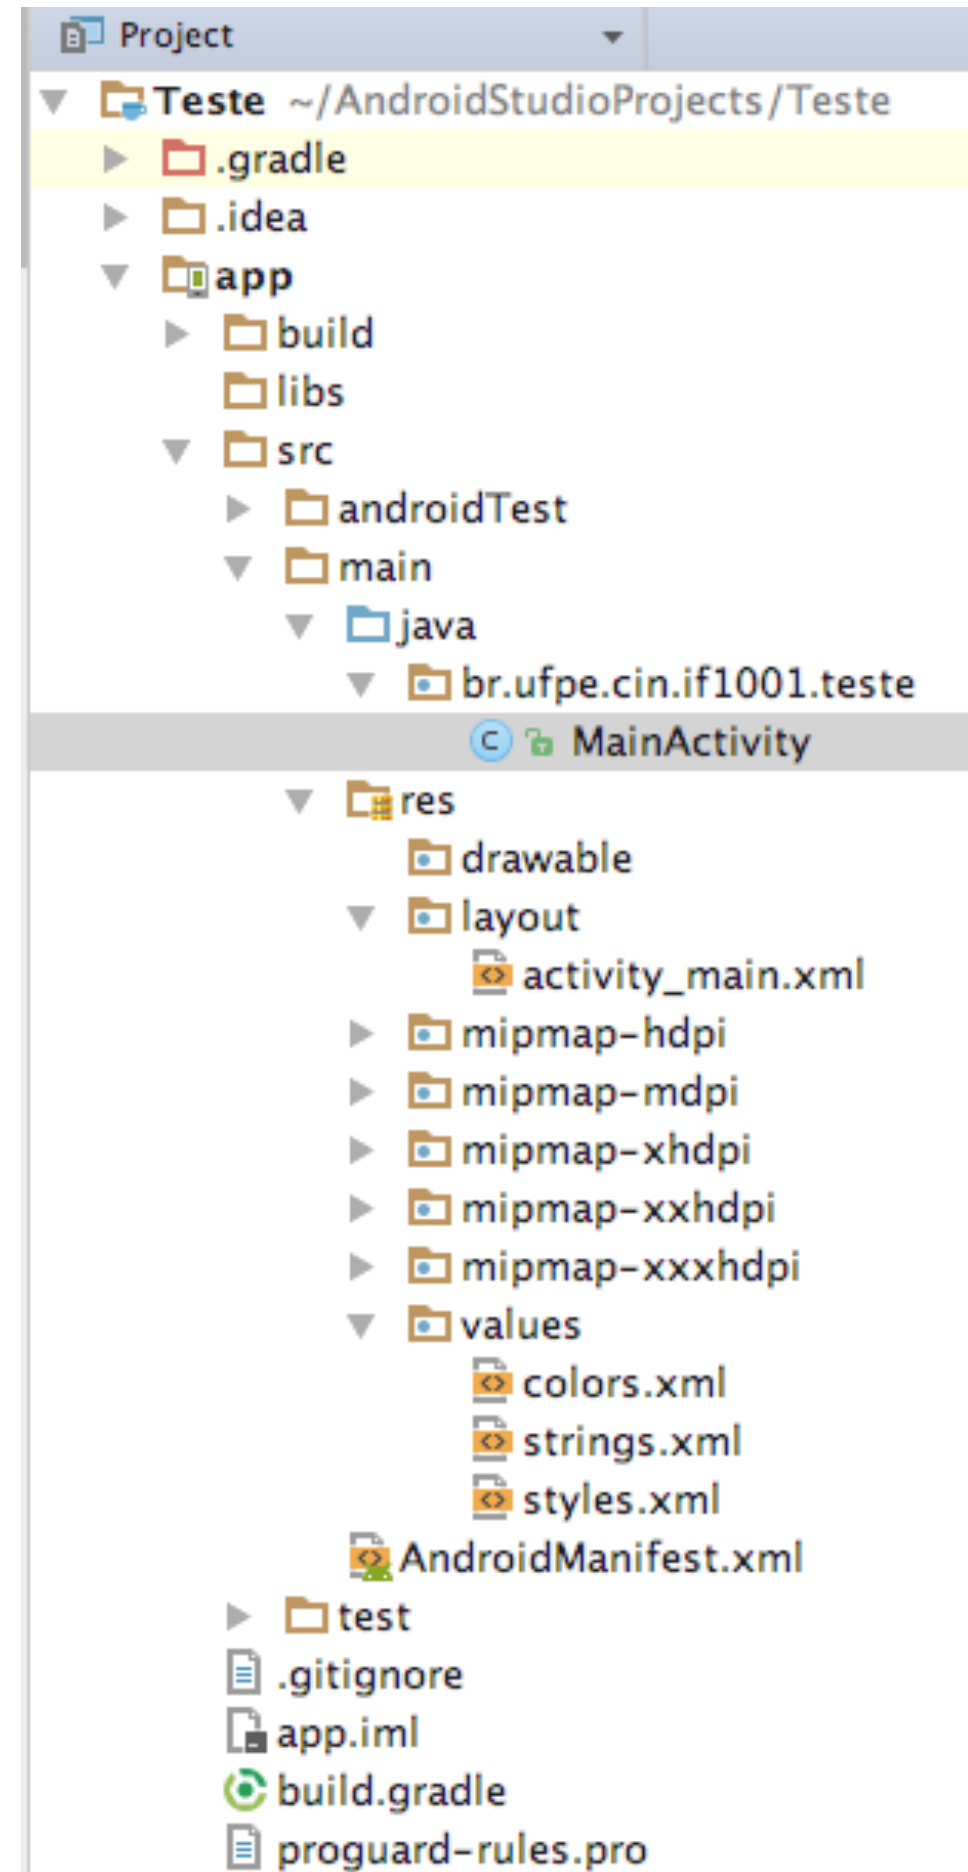 Project
Teste ~/AndroidStudioProjects/Teste
.gradle
.idea
app
build
libs
src
androidTest
main
java
br.ufpe.cin.if1001.teste
C MainActivity
res
drawable
layout
activity_main.xml
mipmap-hdpi
mipmap-mdpi
mipmap-xhdpi
mipmap-xxhdpi
mipmap-xxxhdpi
values
colors.xml
strings.xml
styles.xml
AndroidManifest.xml
test
.gitignore
app.iml
build.gradle
proguard-rules.pro